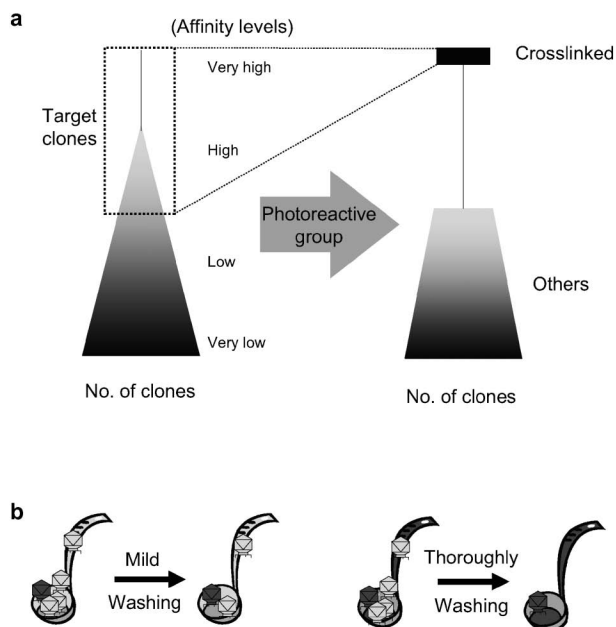 a
(Affinity levels)
Very high
Crosslinked
Target
clones
High
Photoreactive
group
Low
Others
Very low
No. of clones
No. of clones
b
Mild
Washing
Thoroughly
Washing